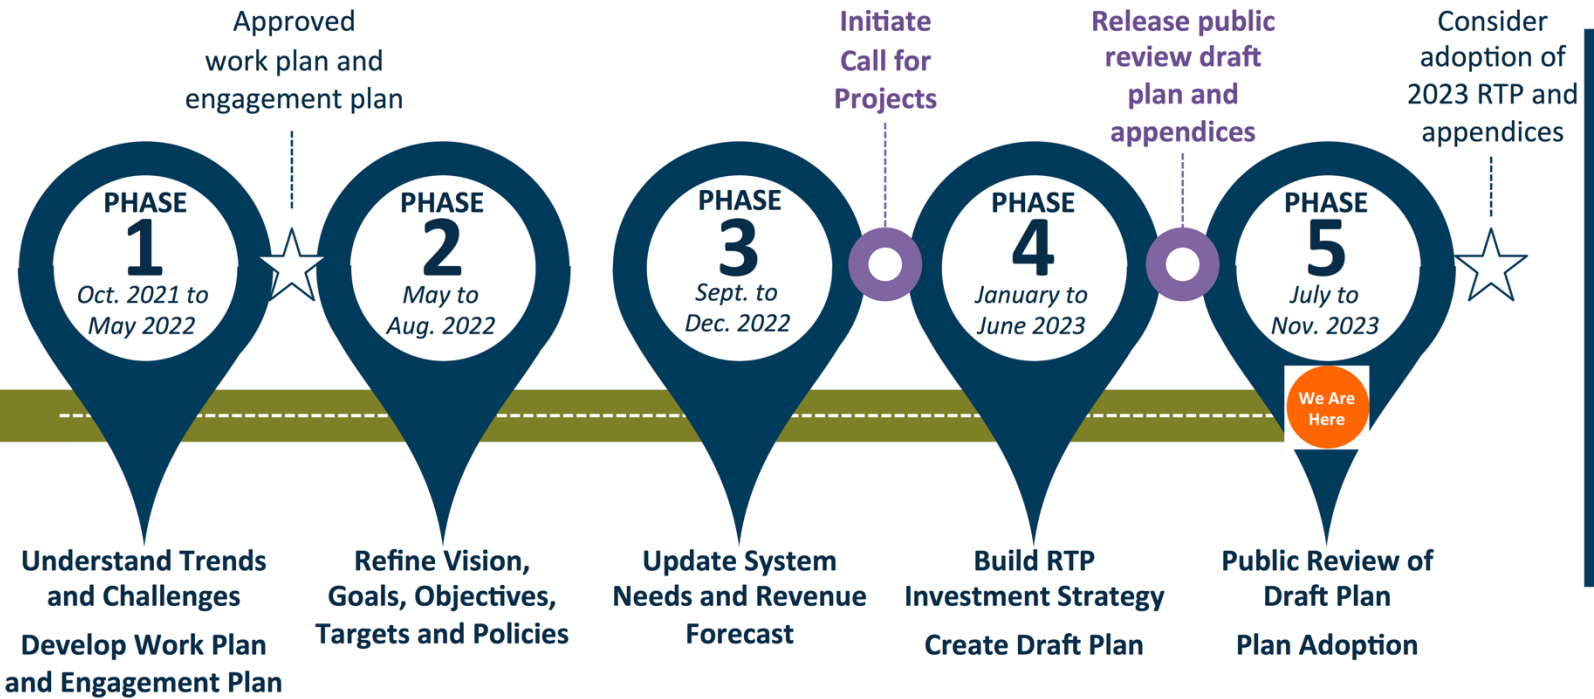 Approved
work plan and
engagement plan
Initiate
Call for
Projects
Release public
review draft
plan and
appendices
Consider
adoption of
2023 RTP and
appendices
PHASE
1
Oct. 2021 to
May 2022
PHASE
2
May to
Aug. 2022
PHASE
3
Sept. to
Dec. 2022
PHASE
4
January to
June 2023
PHASE
5
July to
Nov. 2023
We Are
Here
Understand Trends
and Challenges
Develop Work Plan
and Engagement Plan
Refine Vision,
Goals, Objectives,
Targets and Policies
Update System
Needs and Revenue
Forecast
Build RTP
Investment Strategy
Create Draft Plan
Public Review of
Draft Plan
Plan Adoption